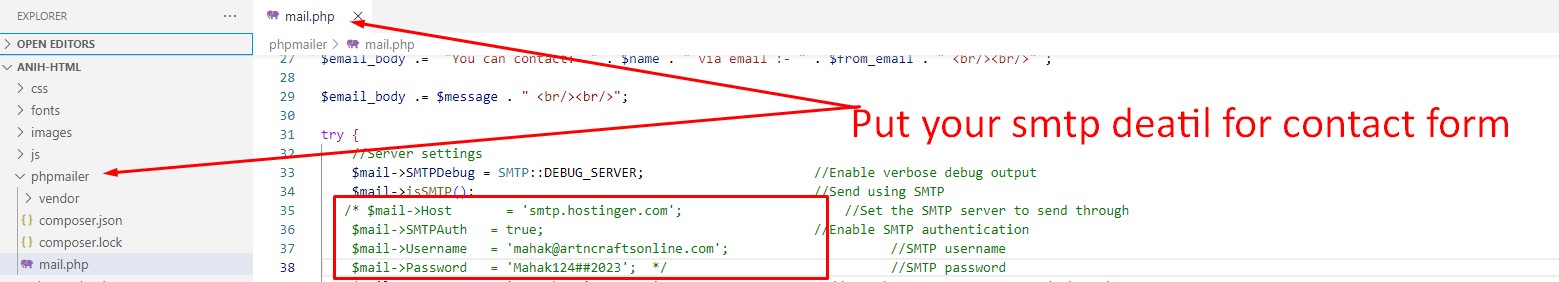 EXPLORER
mail.php
OPEN EDITORS
phpmailer > mail.php
ANIH-HTML
27 $email_body .= "You can contact: " . $name . " via email :- " . $from_email . " <br/><br/>" ;
css
28
fonts
29 $email_body .= $message . " <br/><br/>";
30
images
31 try {
Put your smtp deatil for contact form
js
32 //Server settings
phpmailer
33 $mail->SMTPDebug = SMTP::DEBUG_SERVER; //Enable verbose debug output
vendor
34 $mail->isSMTP(); //Send using SMTP
composer.json
35 /* $mail->Host = 'smtp.hostinger.com'; //Set the SMTP server to send through
composer.lock
36 $mail->SMTPAuth = true; //Enable SMTP authentication
37 $mail->Username = 'mahak@artncraftsonline.com'; //SMTP username
mail.php
38 $mail->Password = 'Mahak124##2023'; */ //SMTP password